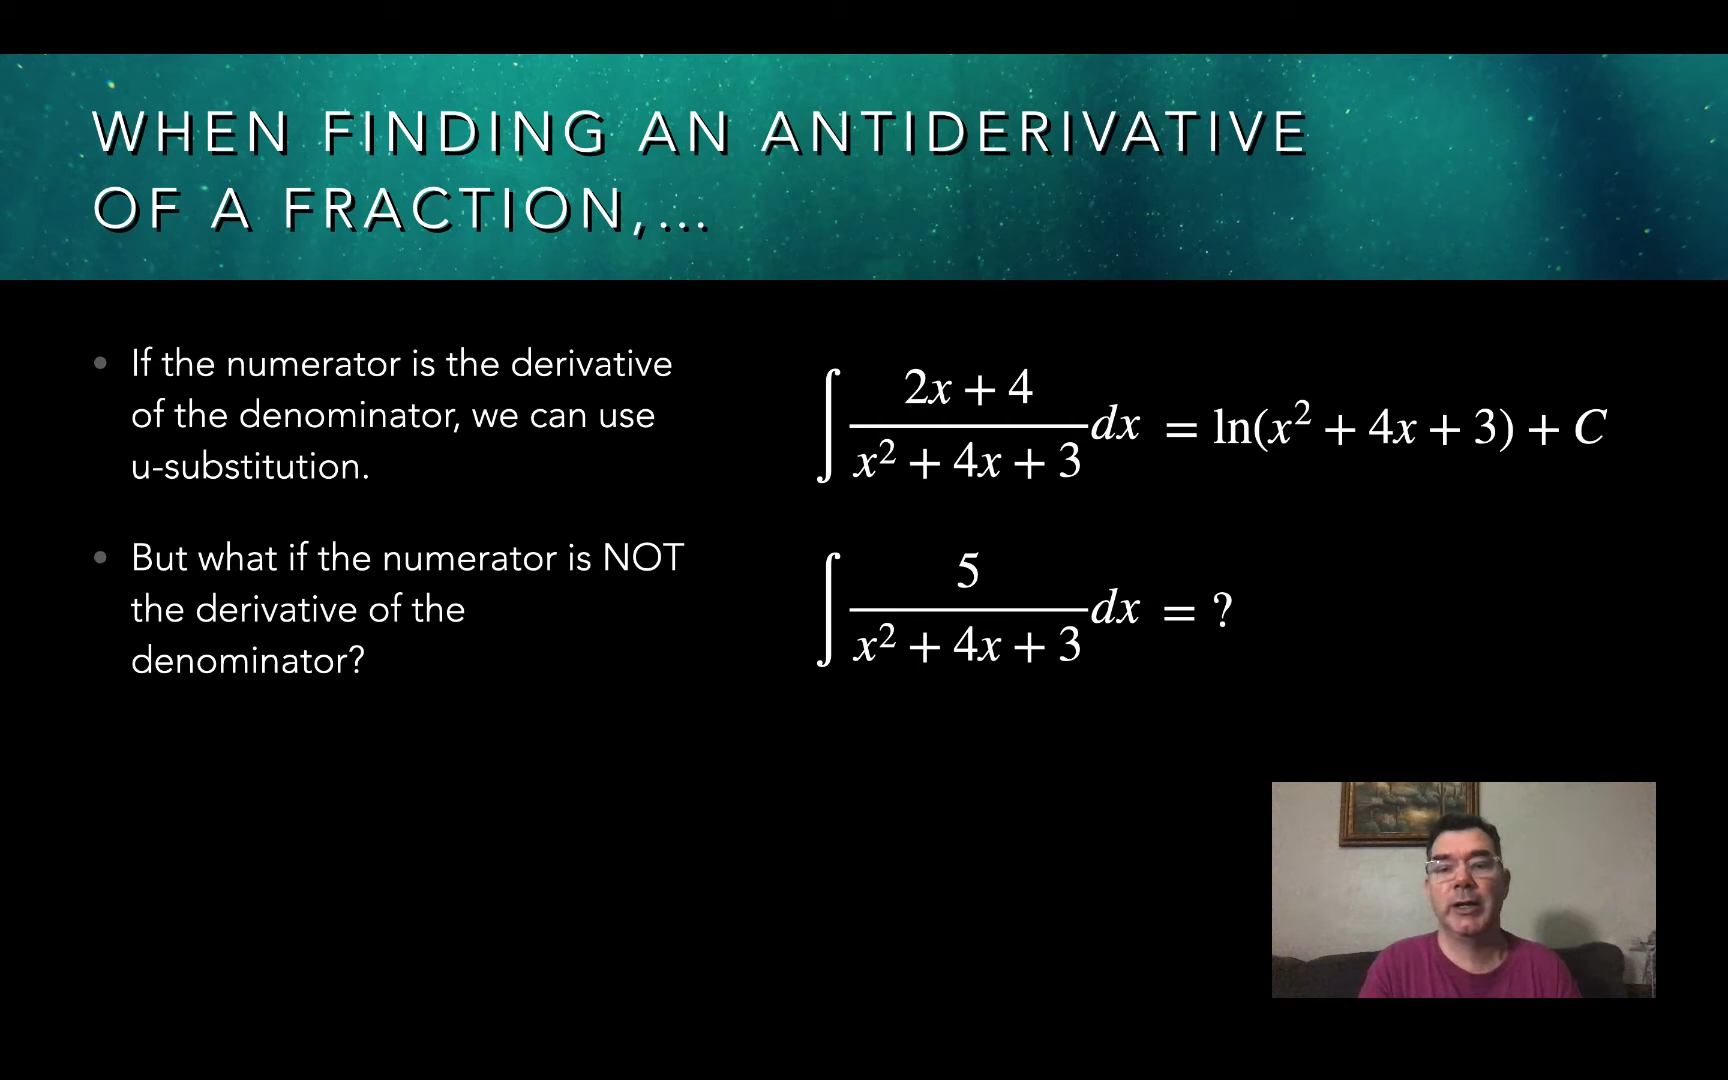 WHEN FINDING AN ANTIDERIVATIVE
OF A FRACTION,...
• If the numerator is the derivative
of the denominator, we can use
u-substitution.
∫ (2x + 4)/(x² + 4x + 3) dx = ln(x² + 4x + 3) + C
• But what if the numerator is NOT
the derivative of the
denominator?
∫ 5/(x² + 4x + 3) dx = ?